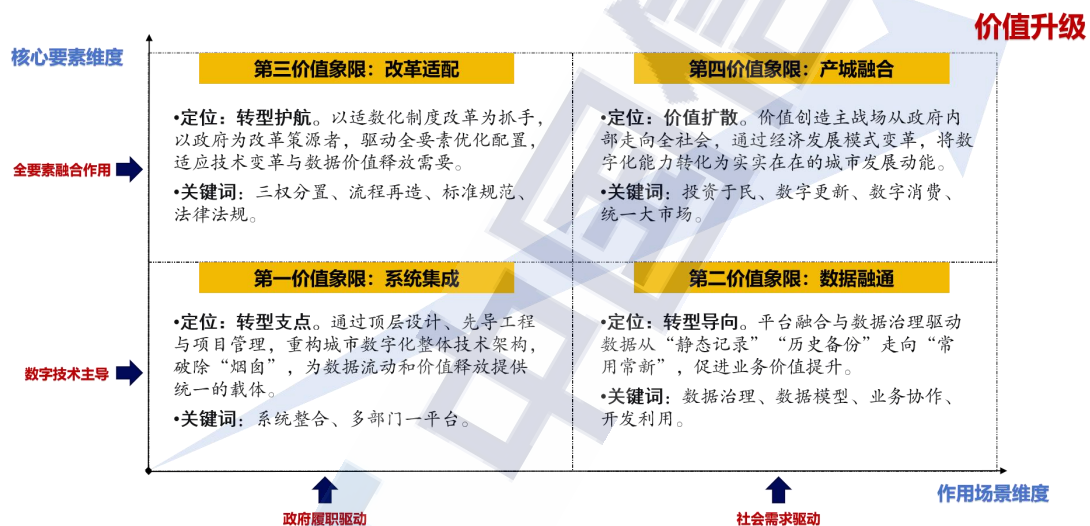 价值升级
核心要素维度
第三价值象限：改革适配
•定位：转型护航。以适数化制度改革为抓手，
以政府为改革策源者，驱动全要素优化配置，
适应技术变革与数据价值释放需要。
•关键词：三权分置、流程再造、标准规范、
法律法规。
第四价值象限：产城融合
•定位：价值扩散。价值创造主战场从政府内
部走向全社会，通过经济发展模式变革，将数
字化能力转化为实实在在的城市发展动能。
•关键词：投资于民、数字更新、数字消费、
统一大市场。
全要素融合作用
第一价值象限：系统集成
•定位：转型支点。通过顶层设计、先导工程
与项目管理，重构城市数字化整体技术架构，
破除“烟囱”，为数据流动和价值释放提供
统一的载体。
•关键词：系统整合、多部门一平台。
第二价值象限：数据融通
•定位：转型导向。平台融合与数据治理驱动
数据从“静态记录”“历史备份”走向“常
用常新”，促进业务价值提升。
•关键词：数据治理、数据模型、业务协作、
开发利用。
数字技术主导
作用场景维度
政府履职驱动
社会需求驱动
中国信